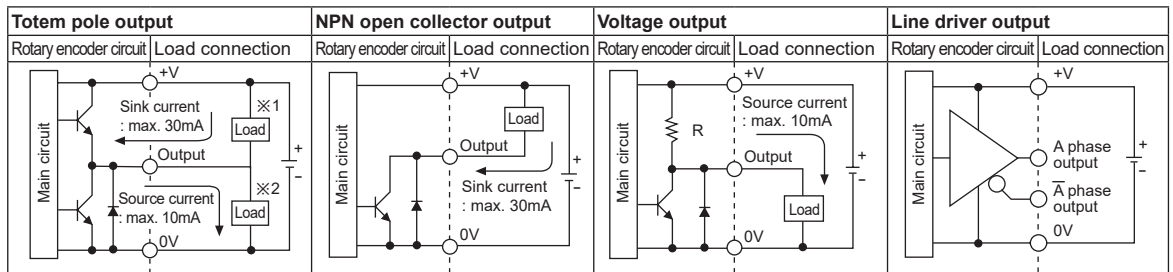 Totem pole output
Rotary encoder circuit Load connection
Main circuit
+V
Sink current
: max. 30mA
※1
Load
Output
Source current
: max. 10mA
※2
Load
0V
+
-
NPN open collector output
Rotary encoder circuit Load connection
Main circuit
+V
Load
Output
Sink current
: max. 30mA
0V
+
-
Voltage output
Rotary encoder circuit Load connection
Main circuit
+V
Source current
: max. 10mA
R
Output
Load
0V
+
-
Line driver output
Rotary encoder circuit Load connection
Main circuit
+V
A phase
output
A̅ phase
output
0V
+
-